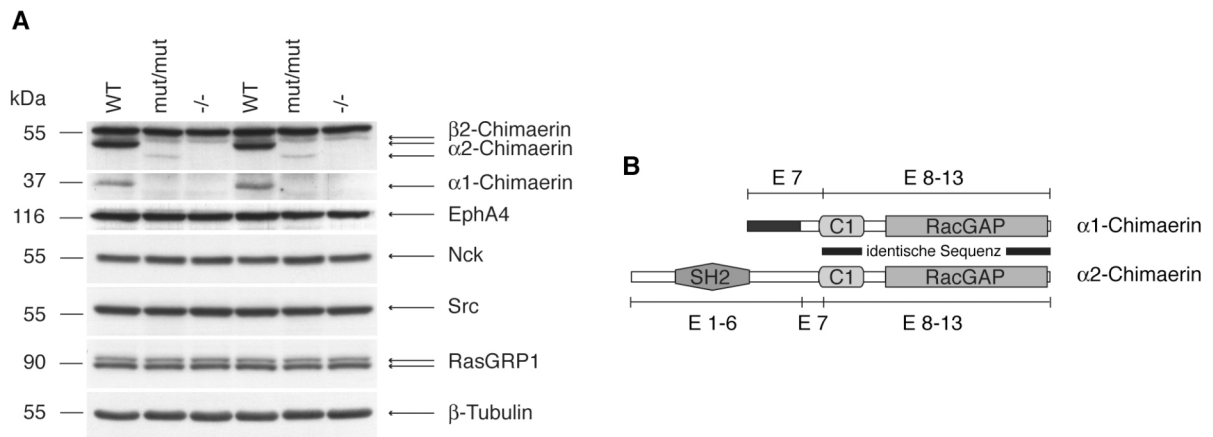 A
WT
mut/mut
-/-
WT
mut/mut
-/-
kDa
55
β2-Chimaerin
α2-Chimaerin
37
α1-Chimaerin
116
EphA4
55
Nck
55
Src
90
RasGRP1
55
β-Tubulin
B
E 7 E 8-13
C1 RacGAP α1-Chimaerin
identische Sequenz
SH2 C1 RacGAP α2-Chimaerin
E 1-6 E 7 E 8-13